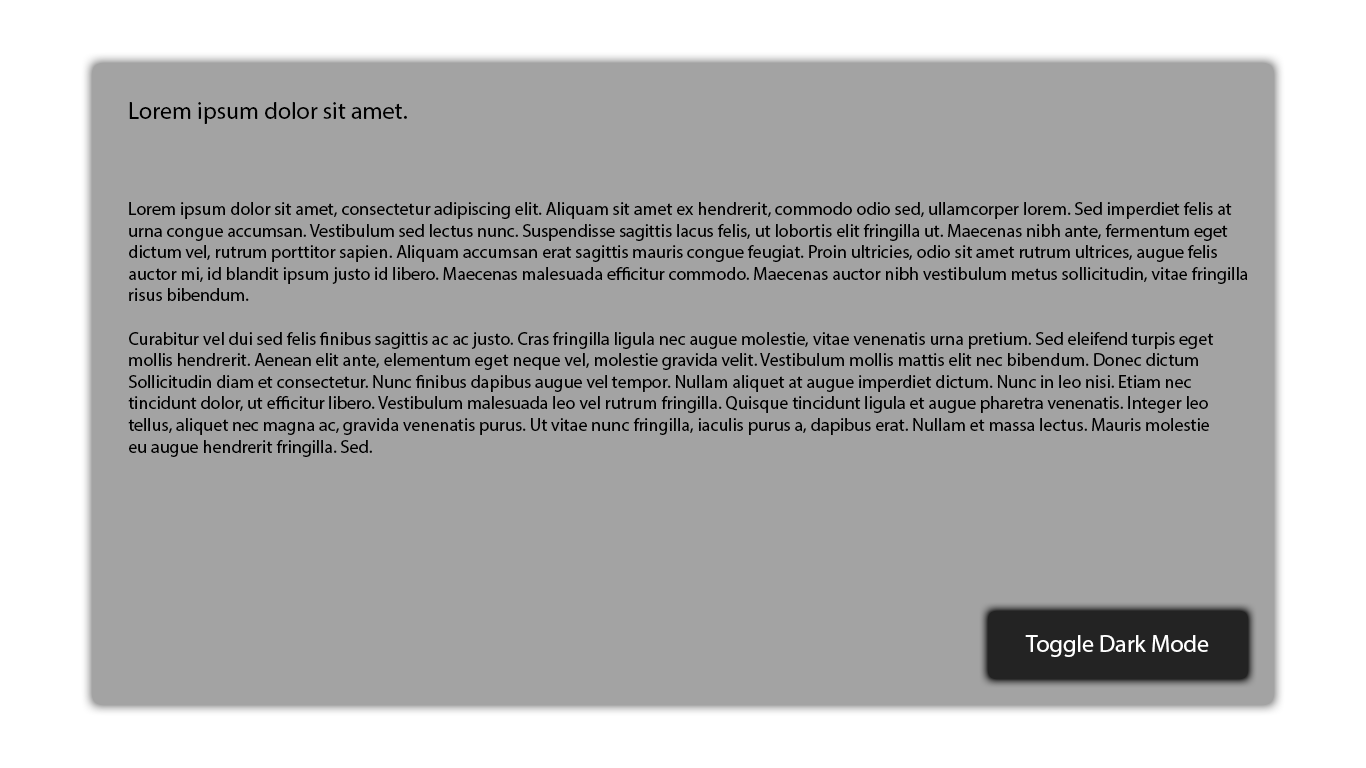 Lorem ipsum dolor sit amet.
Lorem ipsum dolor sit amet, consectetur adipiscing elit. Aliquam sit amet ex hendrerit, commodo odio sed, ullamcorper lorem. Sed imperdiet felis at
urna congue accumsan. Vestibulum sed lectus nunc. Suspendisse sagittis lacus felis, ut lobortis elit fringilla ut. Maecenas nibh ante, fermentum eget
dictum vel, rutrum porttitor sapien. Aliquam accumsan erat sagittis mauris congue feugiat. Proin ultricies, odio sit amet rutrum ultrices, augue felis
auctor mi, id blandit ipsum justo id libero. Maecenas malesuada efficitur commodo. Maecenas auctor nibh vestibulum metus sollicitudin, vitae fringilla
risus bibendum.
Curabitur vel dui sed felis finibus sagittis ac ac justo. Cras fringilla ligula nec augue molestie, vitae venenatis urna pretium. Sed eleifend turpis eget
mollis hendrerit. Aenean elit ante, elementum eget neque vel, molestie gravida velit. Vestibulum mollis mattis elit nec bibendum. Donec dictum
Sollicitudin diam et consectetur. Nunc finibus dapibus augue vel tempor. Nullam aliquet at augue imperdiet dictum. Nunc in leo nisi. Etiam nec
tincidunt dolor, ut efficitur libero. Vestibulum malesuada leo vel rutrum fringilla. Quisque tincidunt ligula et augue pharetra venenatis. Integer leo
tellus, aliquet nec magna ac, gravida venenatis purus. Ut vitae nunc fringilla, iaculis purus a, dapibus erat. Nullam et massa lectus. Mauris molestie
eu augue hendrerit fringilla. Sed.
Toggle Dark Mode